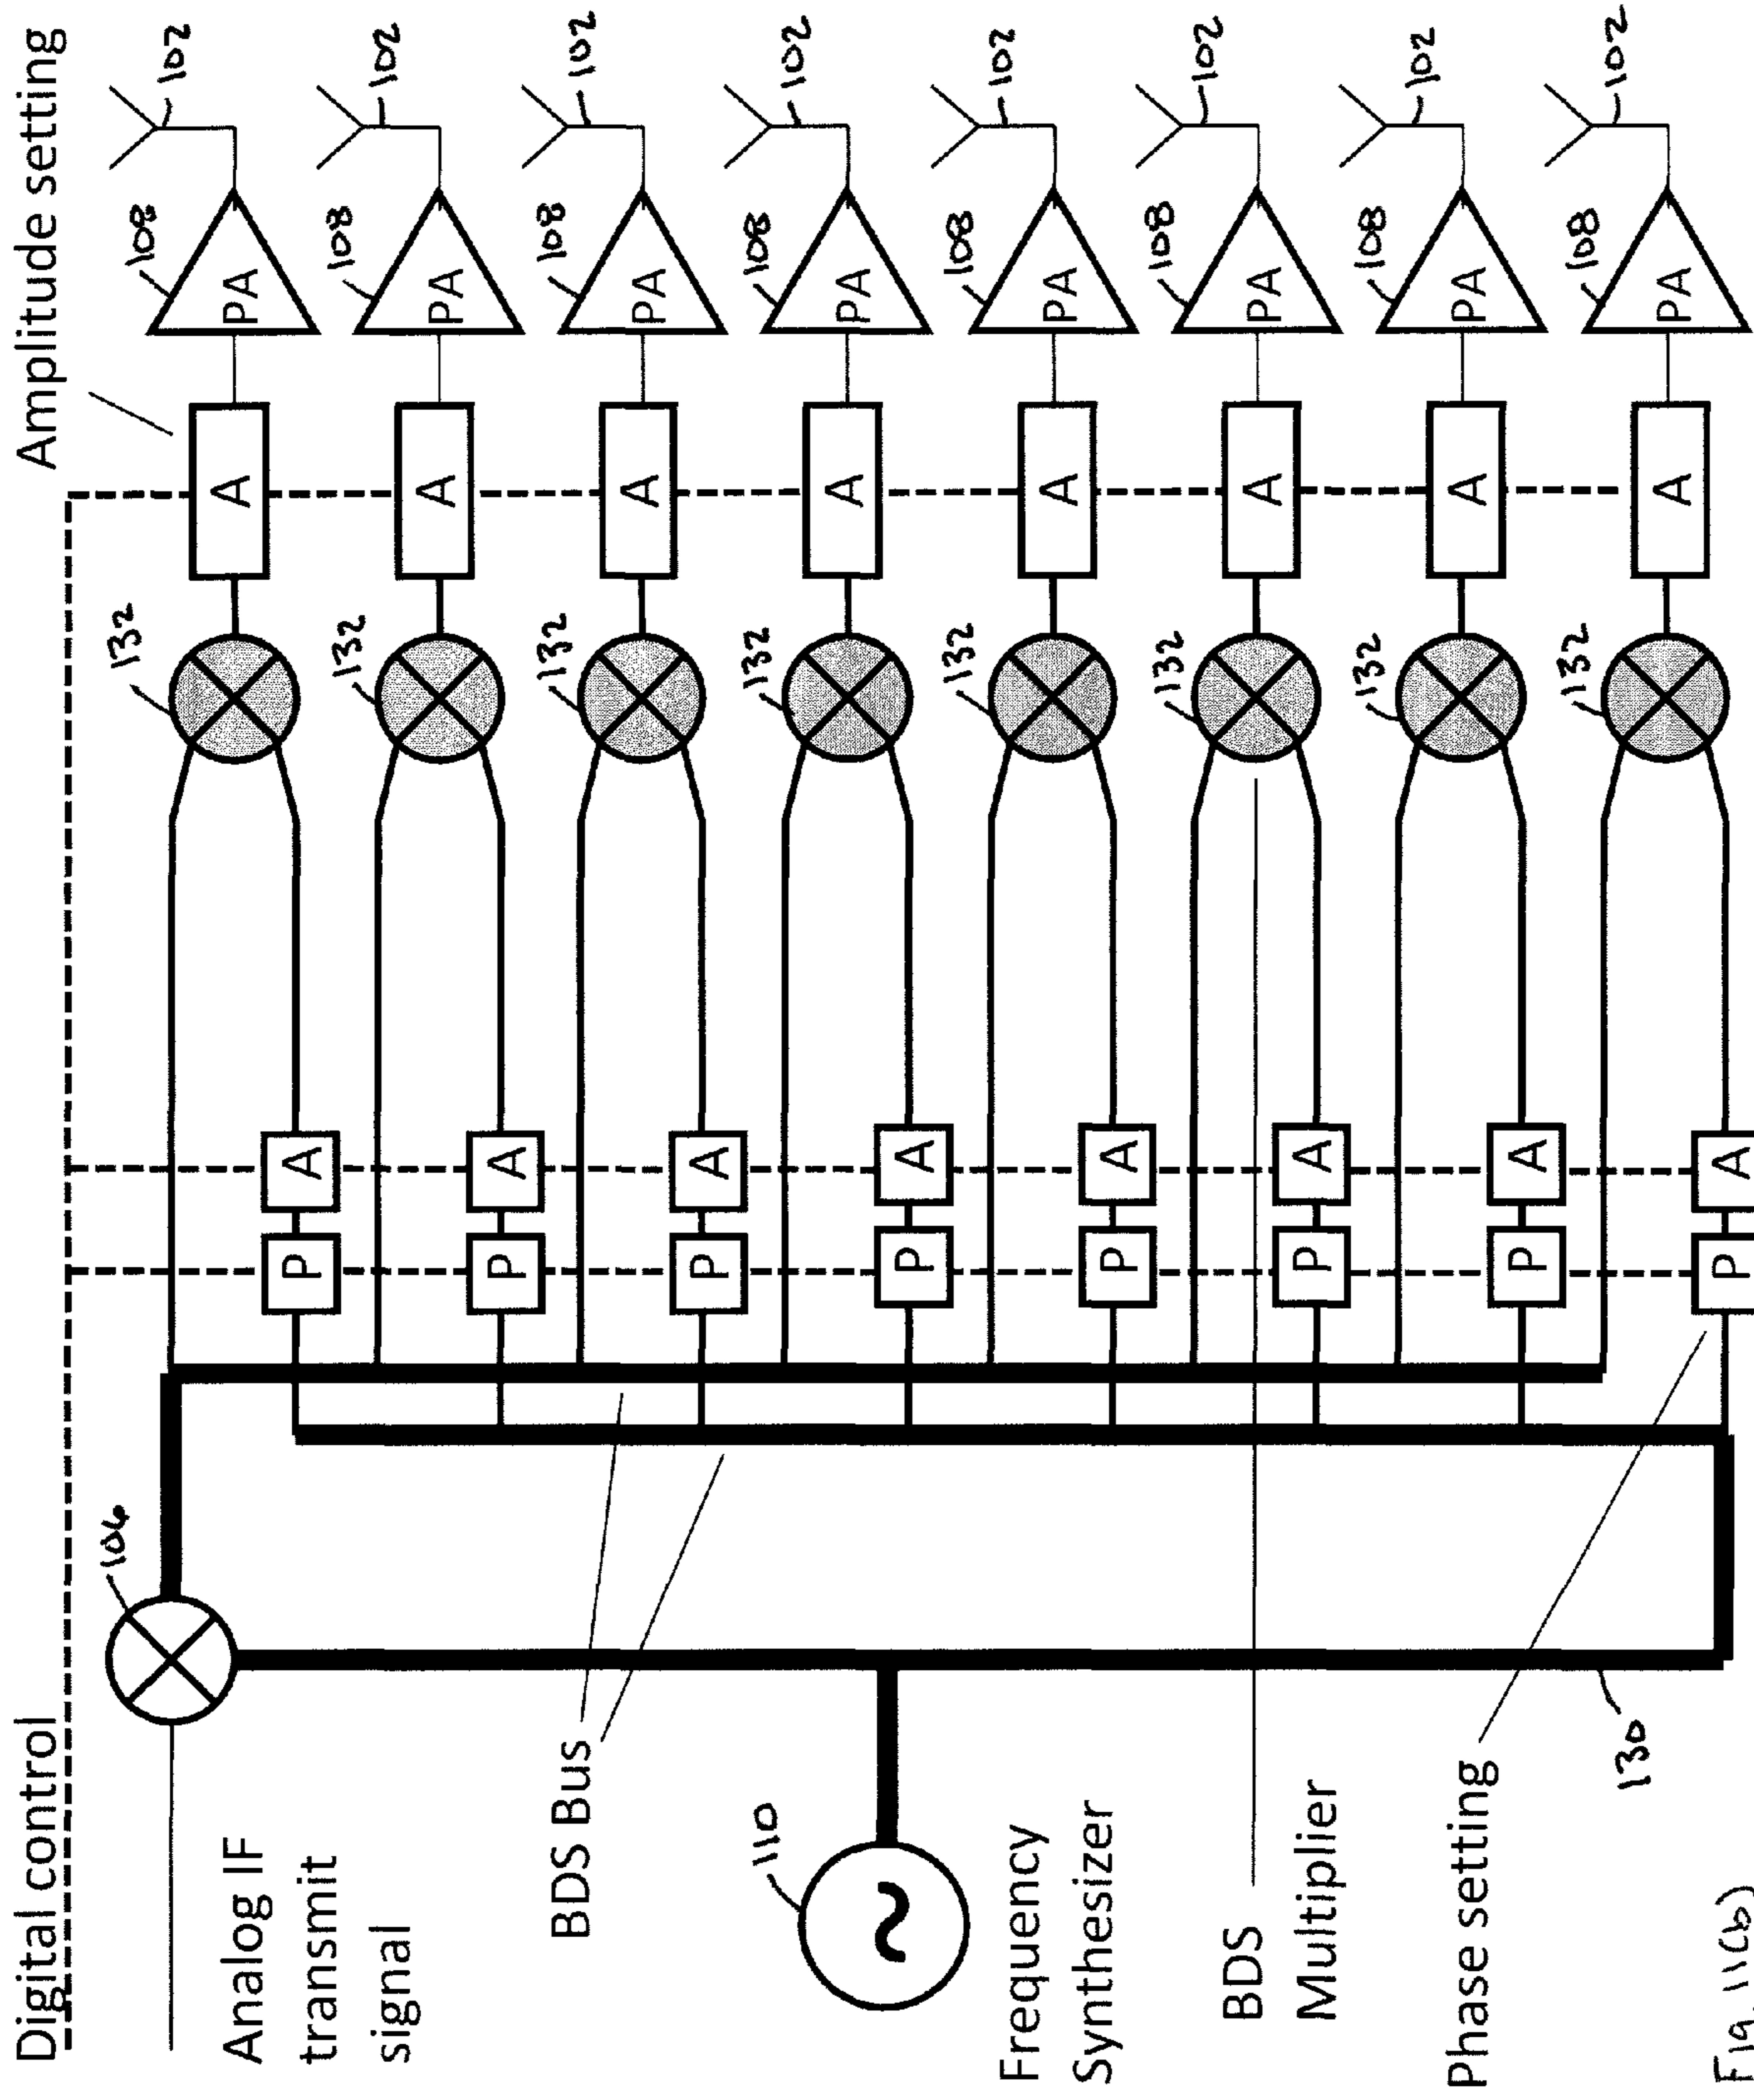 Digital control
Amplitude setting
Analog IF
transmit
signal
106
BDS Bus
110
Frequency
Synthesizer
BDS
Multiplier
Phase setting
130
Fig. 11(b)
P
A
132
A
108
PA
102
P
A
132
A
108
PA
102
P
A
132
A
108
PA
102
P
A
132
A
108
PA
102
P
A
132
A
108
PA
102
P
A
132
A
108
PA
102
P
A
132
A
108
PA
102
P
A
132
A
108
PA
102